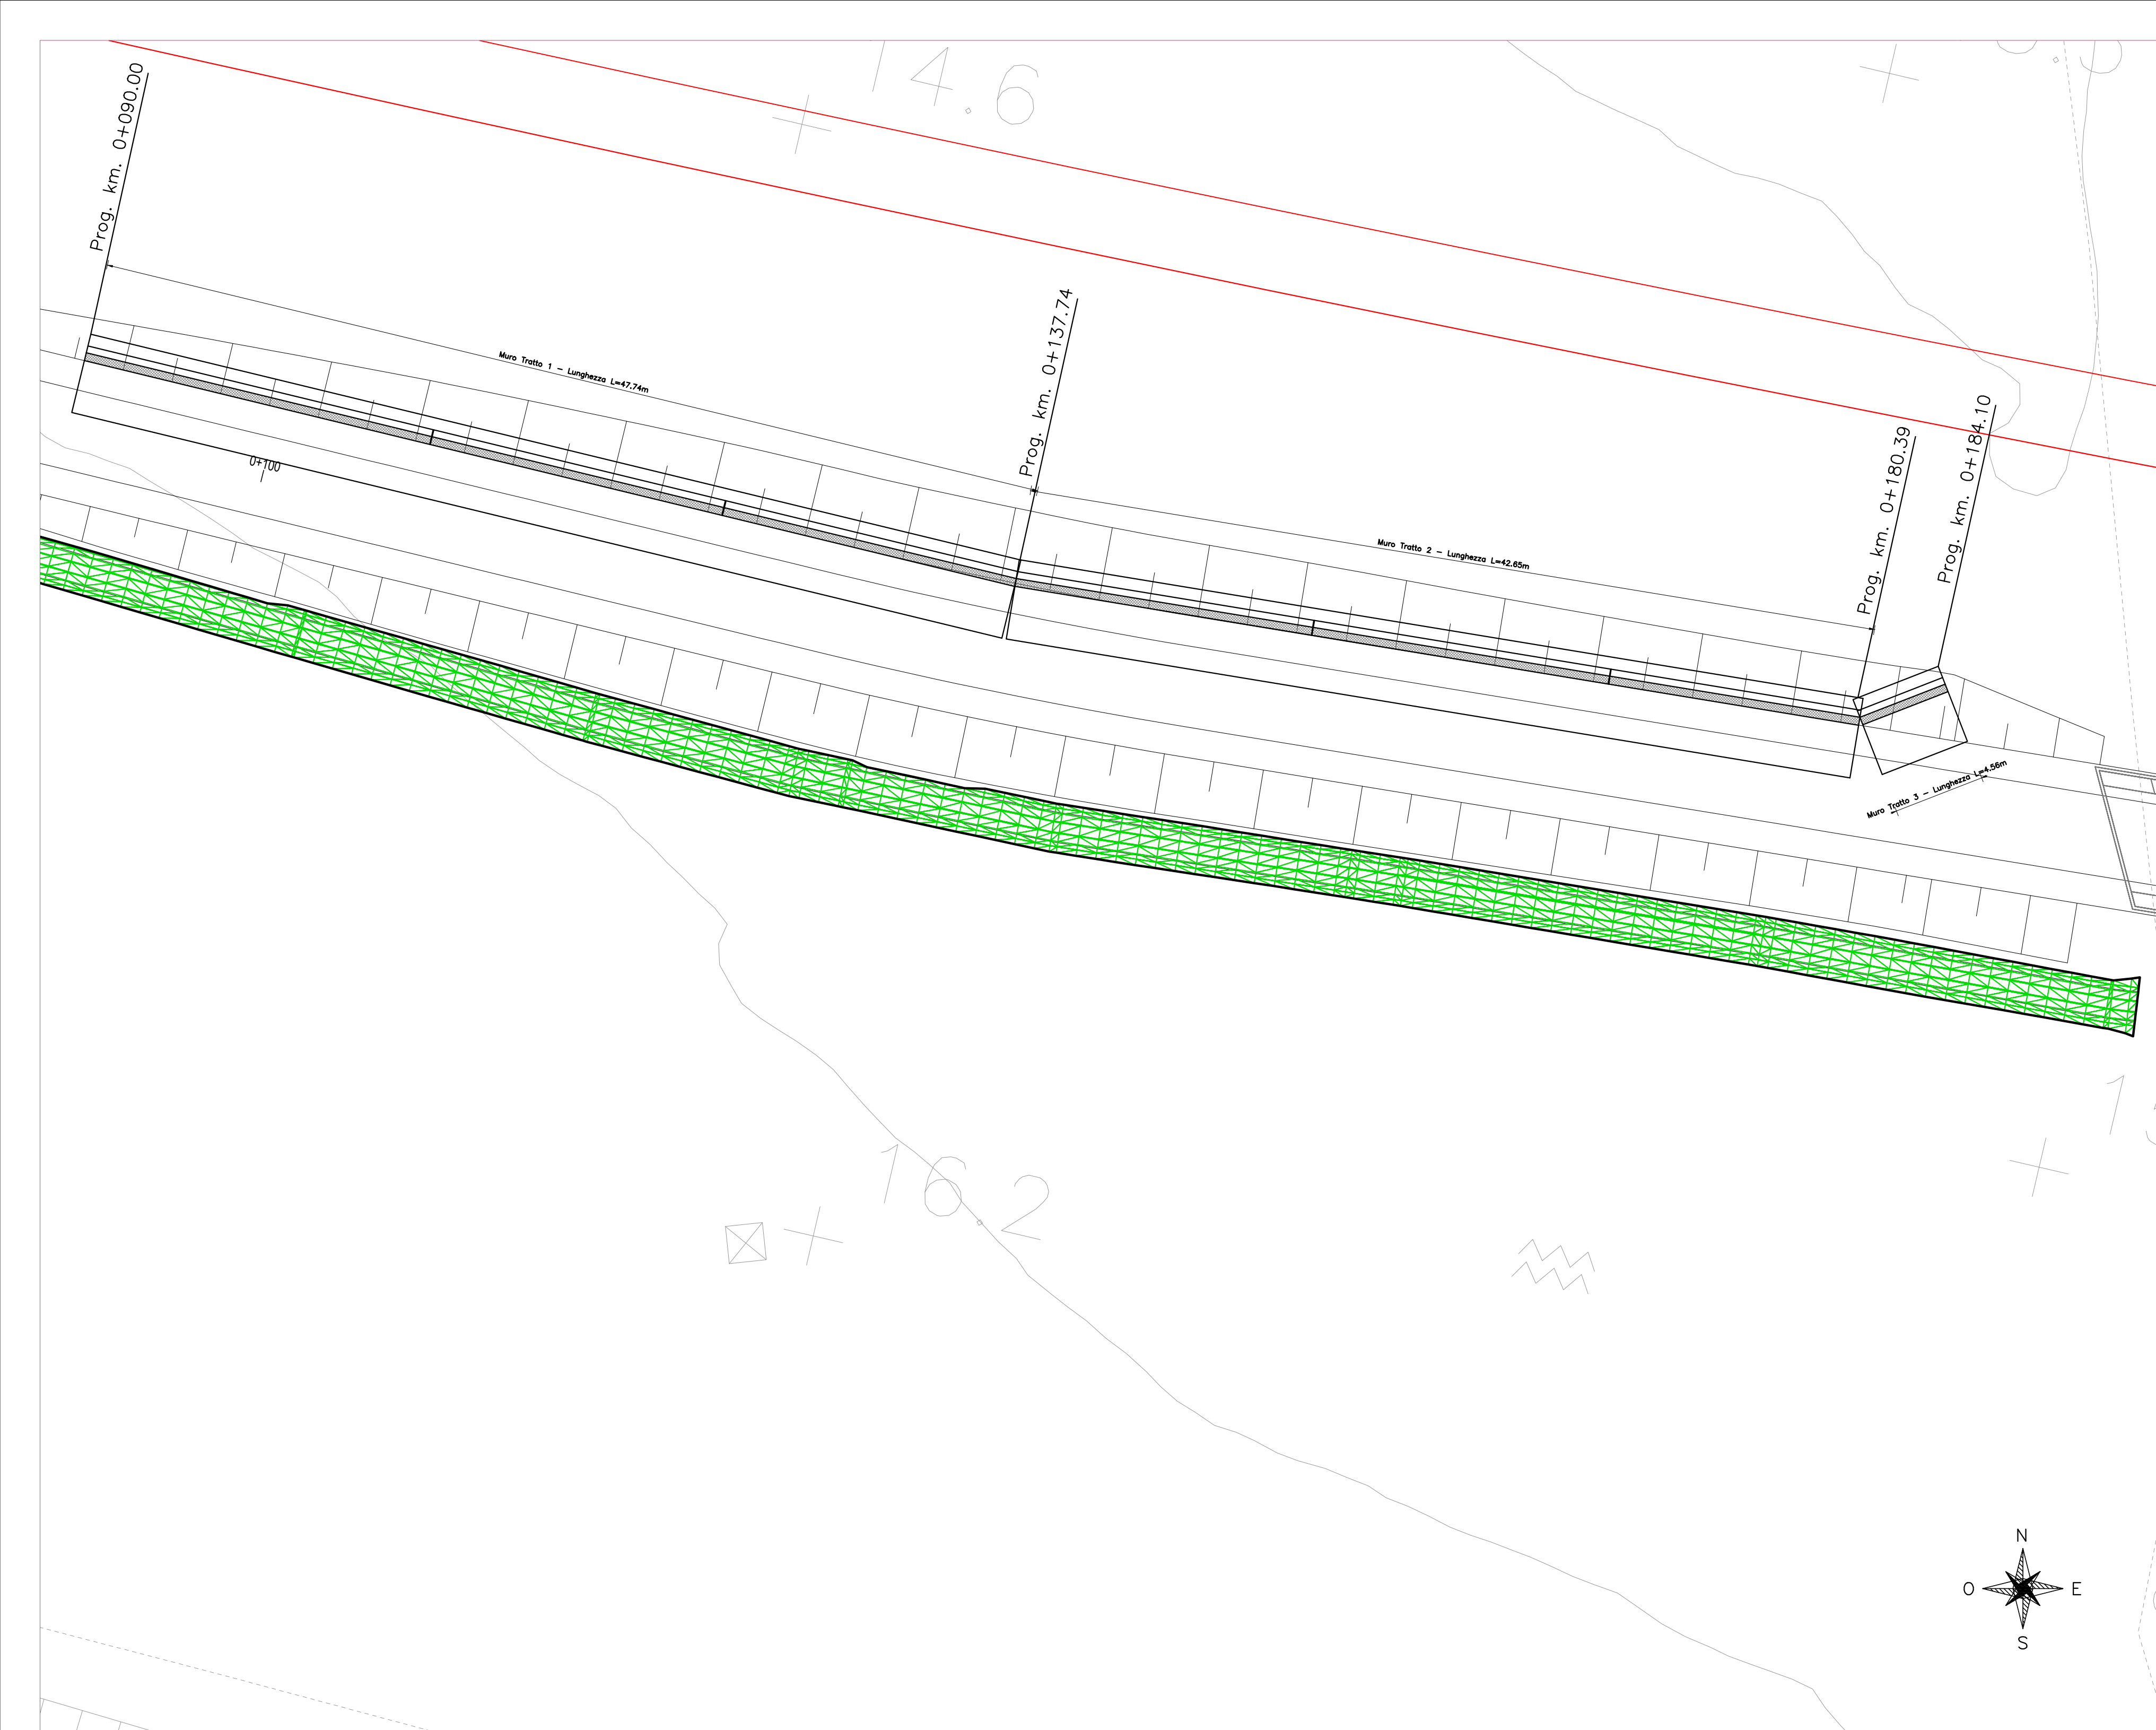 14.6
Prog. km. 0+090.00
Prog. km. 0+137.74
Muro Tratto 1 - Lunghezza L=47.74m
Prog. km. 0+184.10
Prog. km. 0+180.39
0+100
Muro Tratto 2 - Lunghezza L=42.65m
Muro Tratto 3 - Lunghezza L=4.56m
16.2
N
O E
S